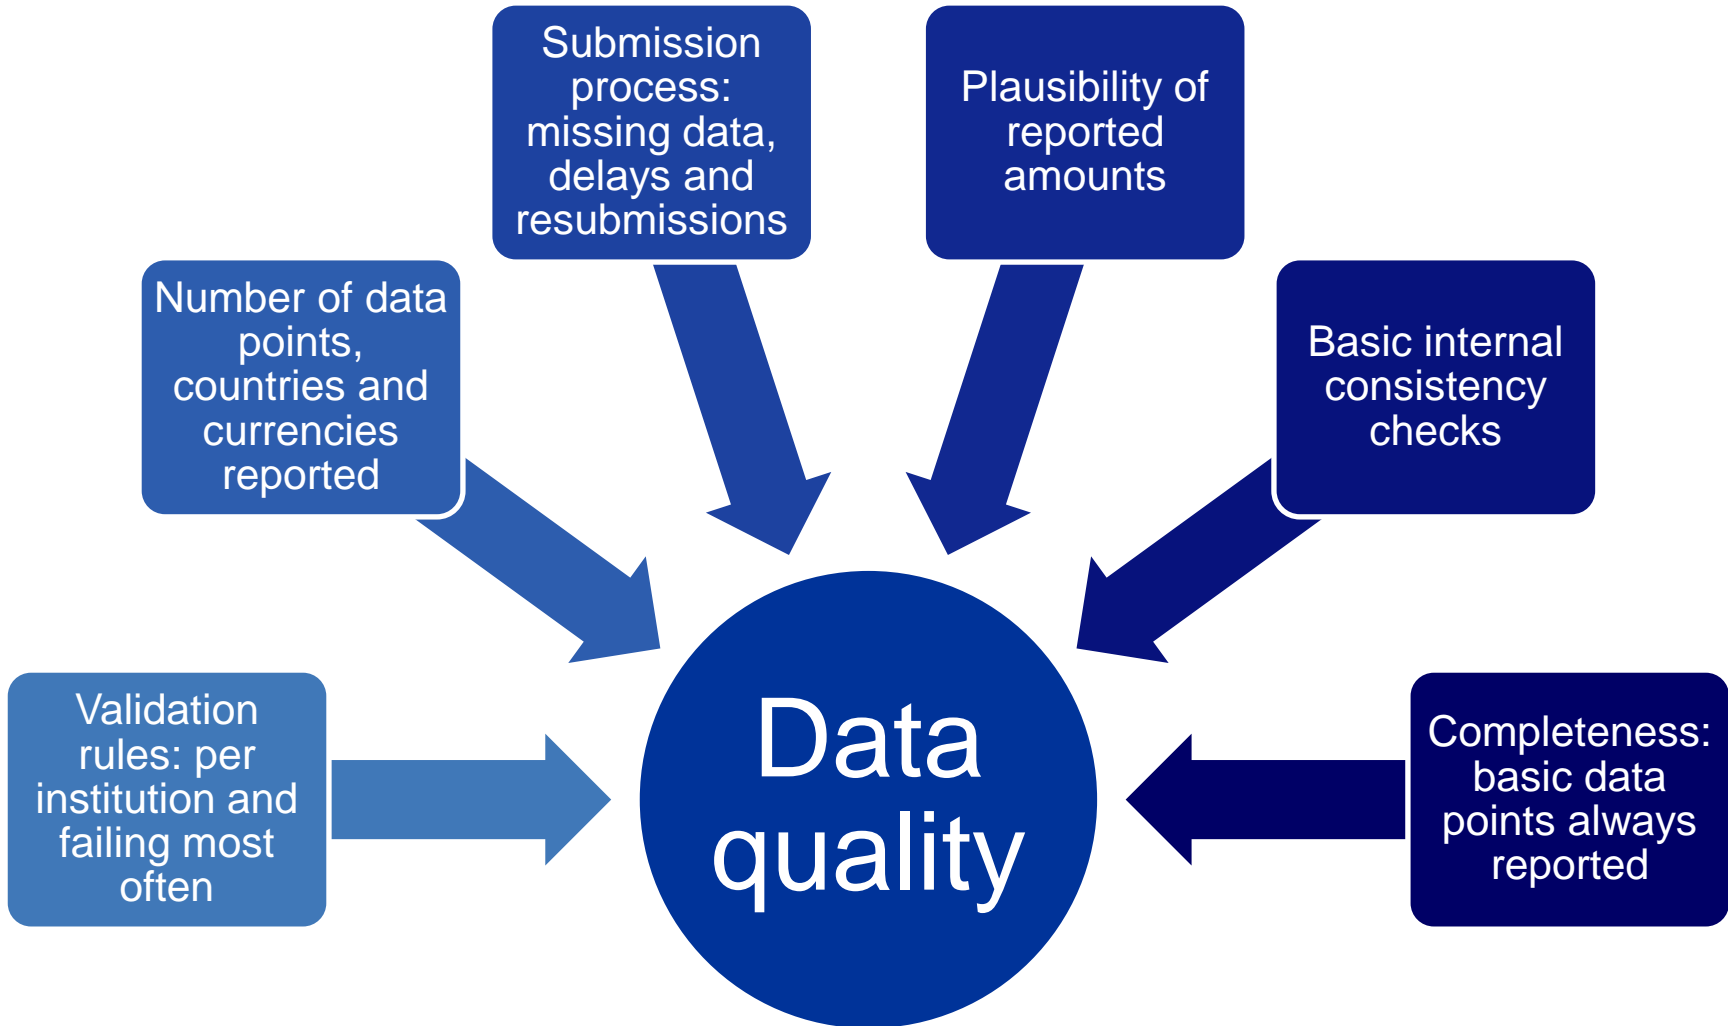 Validation
rules: per
institution and
failing most
often
Number of data
points,
countries and
currencies
reported
Submission
process:
missing data,
delays and
resubmissions
Plausibility of
reported
amounts
Basic internal
consistency
checks
Completeness:
basic data
points always
reported
Data
quality